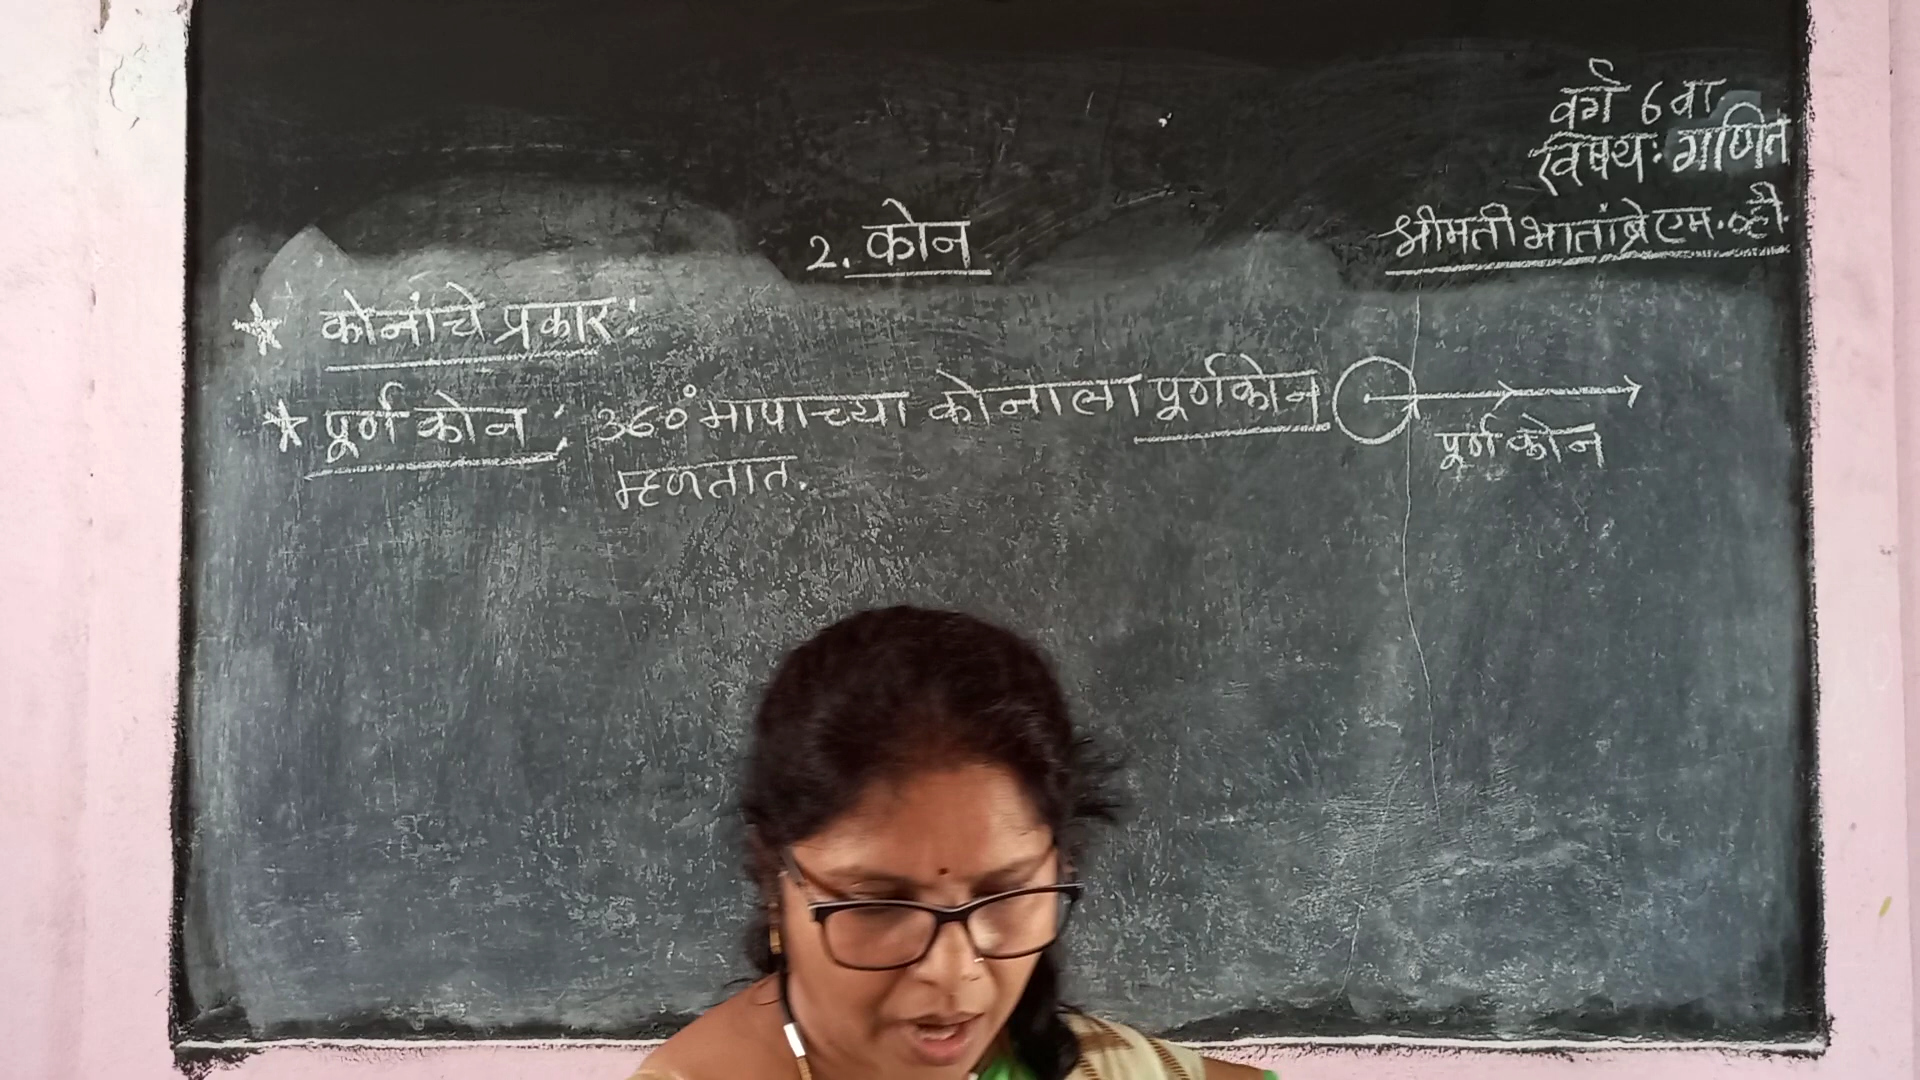 वर्ग 6 वा
विषय: गणित
श्रीमती भातांब्रे एम. व्ही.
2. कोन
★ कोनांचे प्रकार:
★ पूर्ण कोन: 360° मापाच्या कोनाला पूर्णकोन
म्हणतात.
पूर्ण कोन